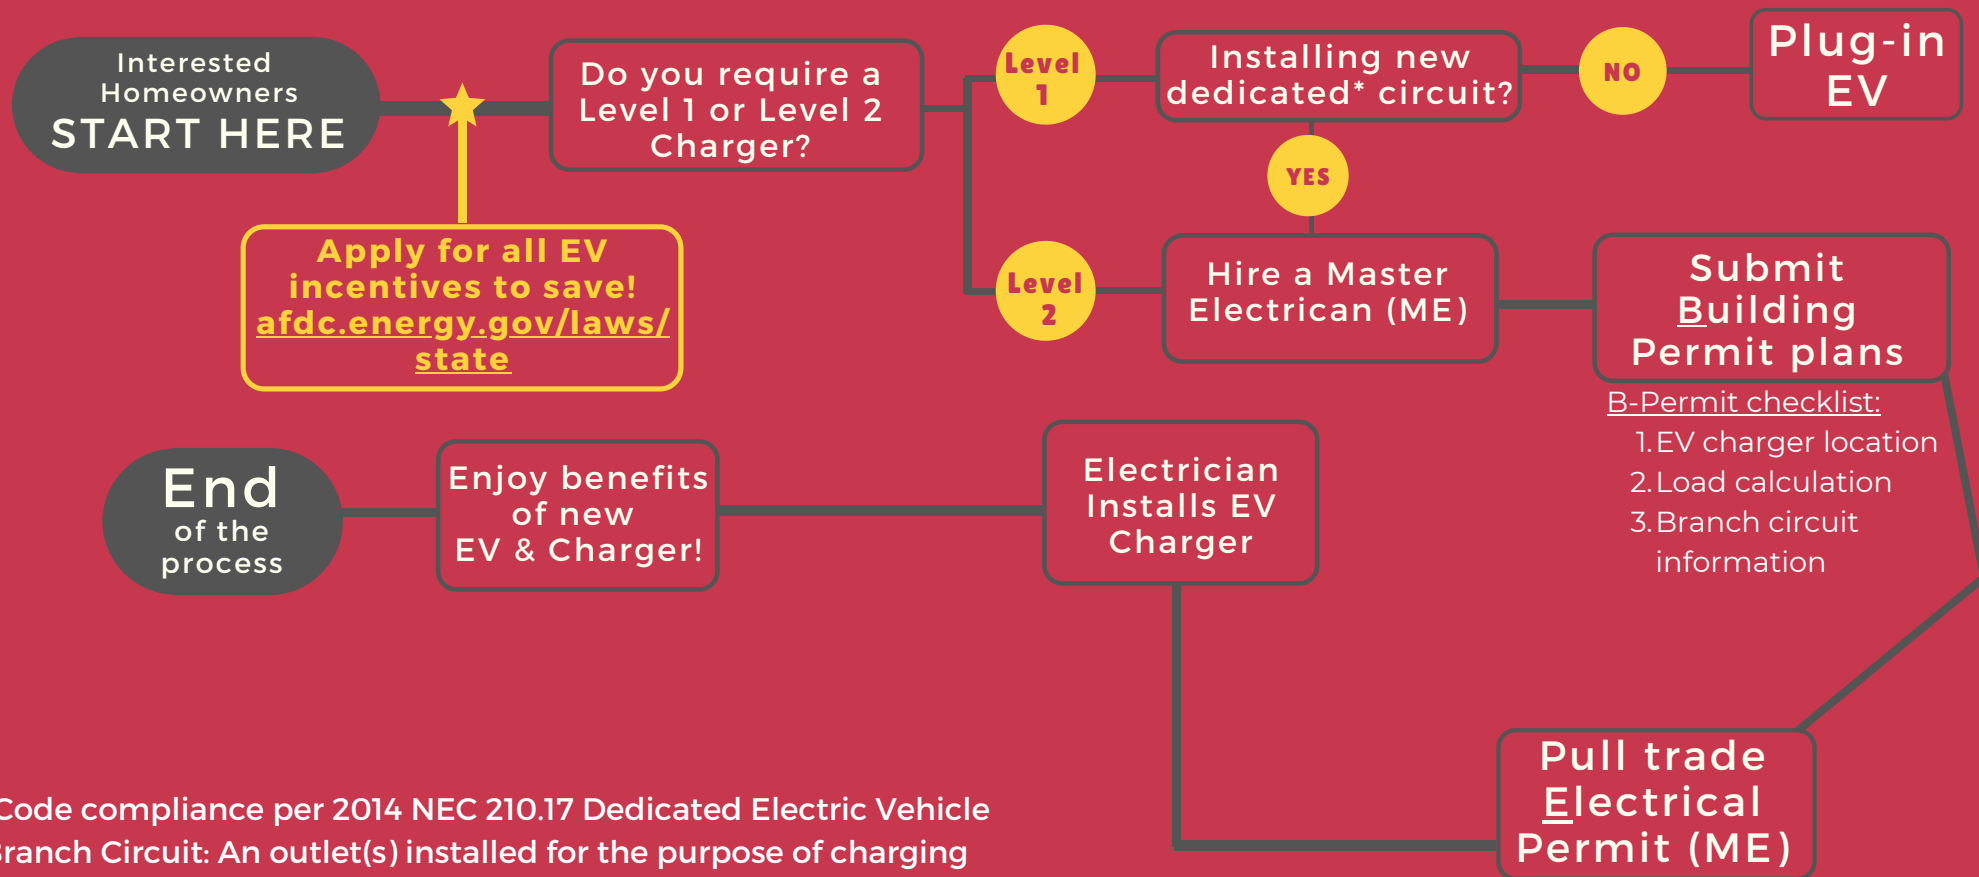 Interested
Homeowners
START HERE
Do you require a
Level 1 or Level 2
Charger?
Level
1
Installing new
dedicated* circuit?
NO
Plug-in
EV
YES
Apply for all EV
incentives to save!
afdc.energy.gov/laws/
state
Level
2
Hire a Master
Electrican (ME)
Submit
Building
Permit plans
B-Permit checklist:
1. EV charger location
2. Load calculation
3. Branch circuit
information
End
of the
process
Enjoy benefits
of new
EV & Charger!
Electrician
Installs EV
Charger
Pull trade
Electrical
Permit (ME)
Code compliance per 2014 NEC 210.17 Dedicated Electric Vehicle
Branch Circuit: An outlet(s) installed for the purpose of charging